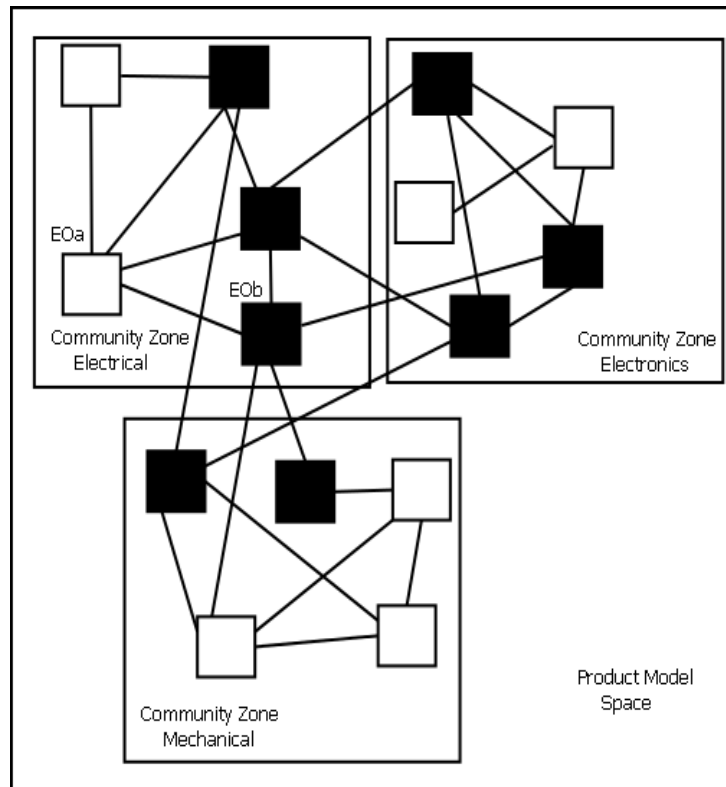 EOa
EOb
Community Zone
Electrical
Community Zone
Electronics
Product Model
Space
Community Zone
Mechanical